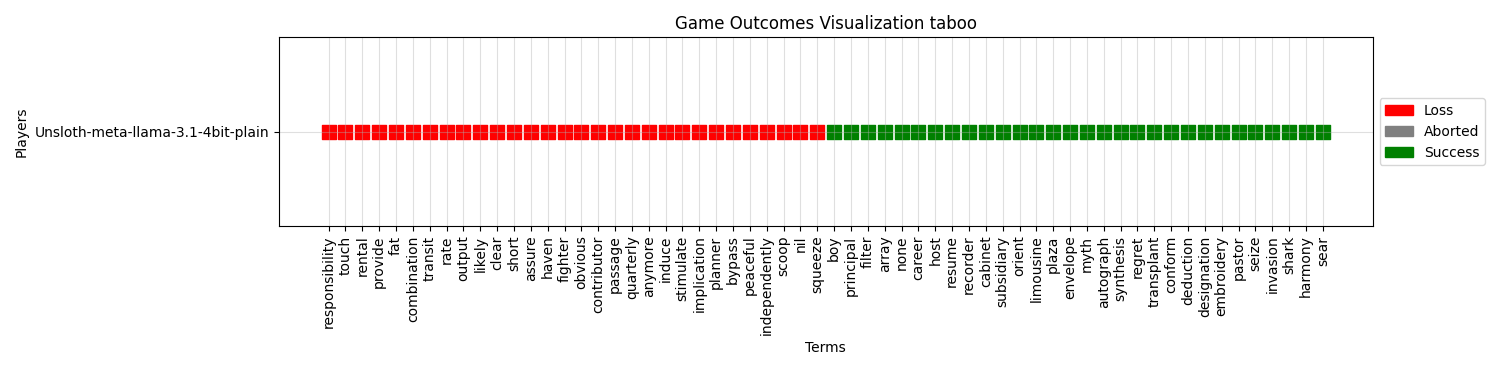 Game Outcomes Visualization taboo
Players
Unsloth-meta-llama-3.1-4bit-plain
Loss
Aborted
Success
responsibility
touch
rental
provide
fat
combination
transit
rate
output
likely
clear
short
assure
haven
fighter
obvious
contributor
passage
quarterly
anymore
induce
stimulate
implication
planner
bypass
peaceful
independently
scoop
nil
squeeze
boy
principal
filter
array
none
career
host
resume
recorder
cabinet
subsidiary
orient
limousine
plaza
envelope
myth
autograph
synthesis
regret
transplant
conform
deduction
designation
embroidery
pastor
seize
invasion
shark
harmony
sear
Terms